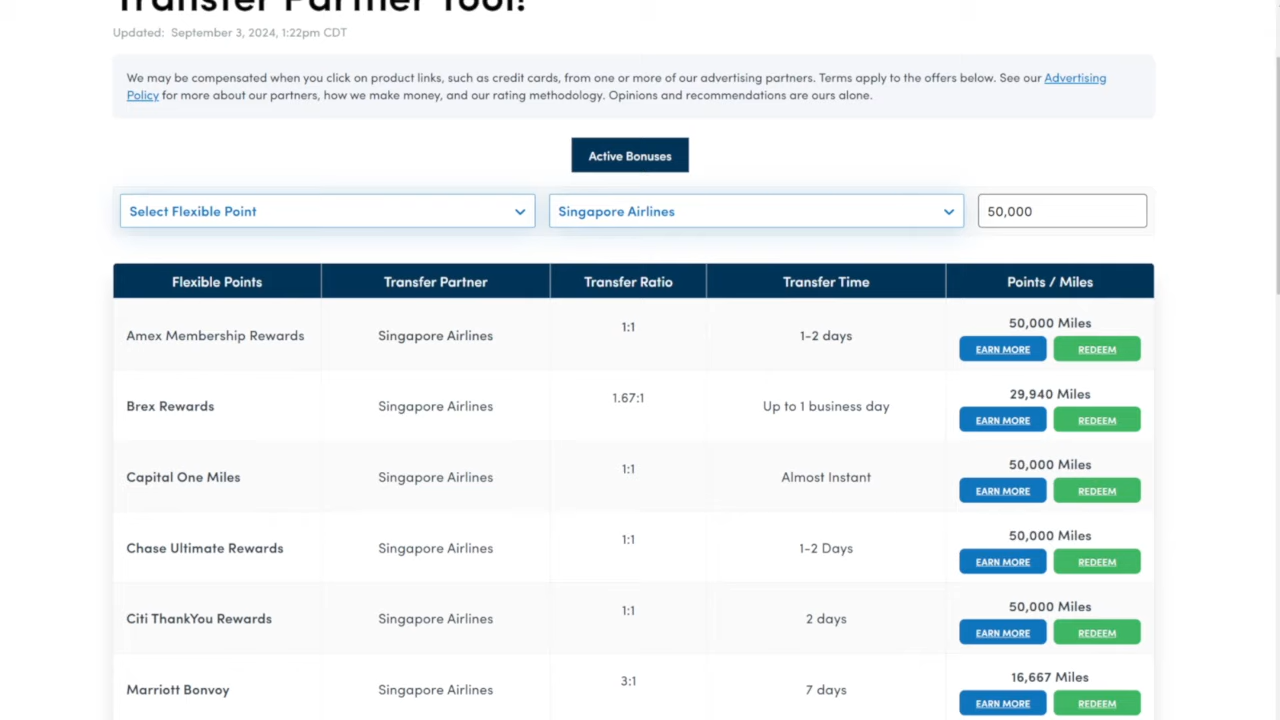 Transfer Partner Tool!
Updated: September 3, 2024, 1:22pm CDT
We may be compensated when you click on product links, such as credit cards, from one or more of our advertising partners. Terms apply to the offers below. See our Advertising
Policy for more about our partners, how we make money, and our rating methodology. Opinions and recommendations are ours alone.
Active Bonuses
Select Flexible Point Singapore Airlines 50,000
Flexible Points Transfer Partner Transfer Ratio Transfer Time Points / Miles
Amex Membership Rewards Singapore Airlines 1:1 1-2 days 50,000 Miles
EARN MORE REDEEM
Brex Rewards Singapore Airlines 1.67:1 Up to 1 business day 29,940 Miles
EARN MORE REDEEM
Capital One Miles Singapore Airlines 1:1 Almost Instant 50,000 Miles
EARN MORE REDEEM
Chase Ultimate Rewards Singapore Airlines 1:1 1-2 Days 50,000 Miles
EARN MORE REDEEM
Citi ThankYou Rewards Singapore Airlines 1:1 2 days 50,000 Miles
EARN MORE REDEEM
Marriott Bonvoy Singapore Airlines 3:1 7 days 16,667 Miles
EARN MORE REDEEM